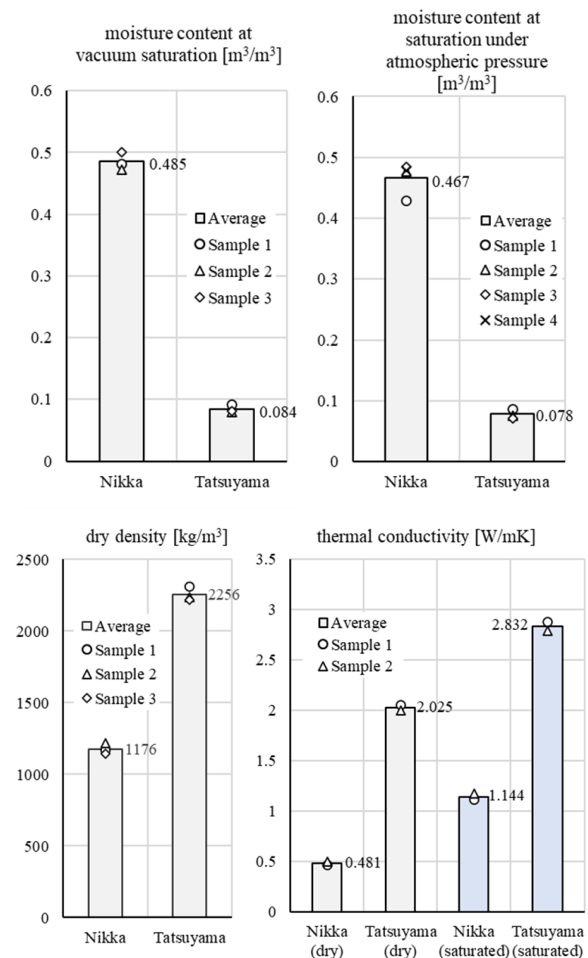 moisture content at
vacuum saturation [m³/m³]
0.6
0.5
0.4
0.3
0.2
0.1
0
0.485
0.084
Average
Sample 1
Sample 2
Sample 3
Nikka
Tatsuyama
moisture content at
saturation under
atmospheric pressure
[m³/m³]
0.6
0.5
0.4
0.3
0.2
0.1
0
0.467
0.078
Average
Sample 1
Sample 2
Sample 3
Sample 4
Nikka
Tatsuyama
dry density [kg/m³]
2500
2000
1500
1000
500
0
2256
1176
Average
Sample 1
Sample 2
Sample 3
Nikka
Tatsuyama
thermal conductivity [W/mK]
3.5
3
2.5
2
1.5
1
0.5
0
Average
Sample 1
Sample 2
0.481
2.025
1.144
2.832
Nikka
(dry)
Tatsuyama
(dry)
Nikka
(saturated)
Tatsuyama
(saturated)